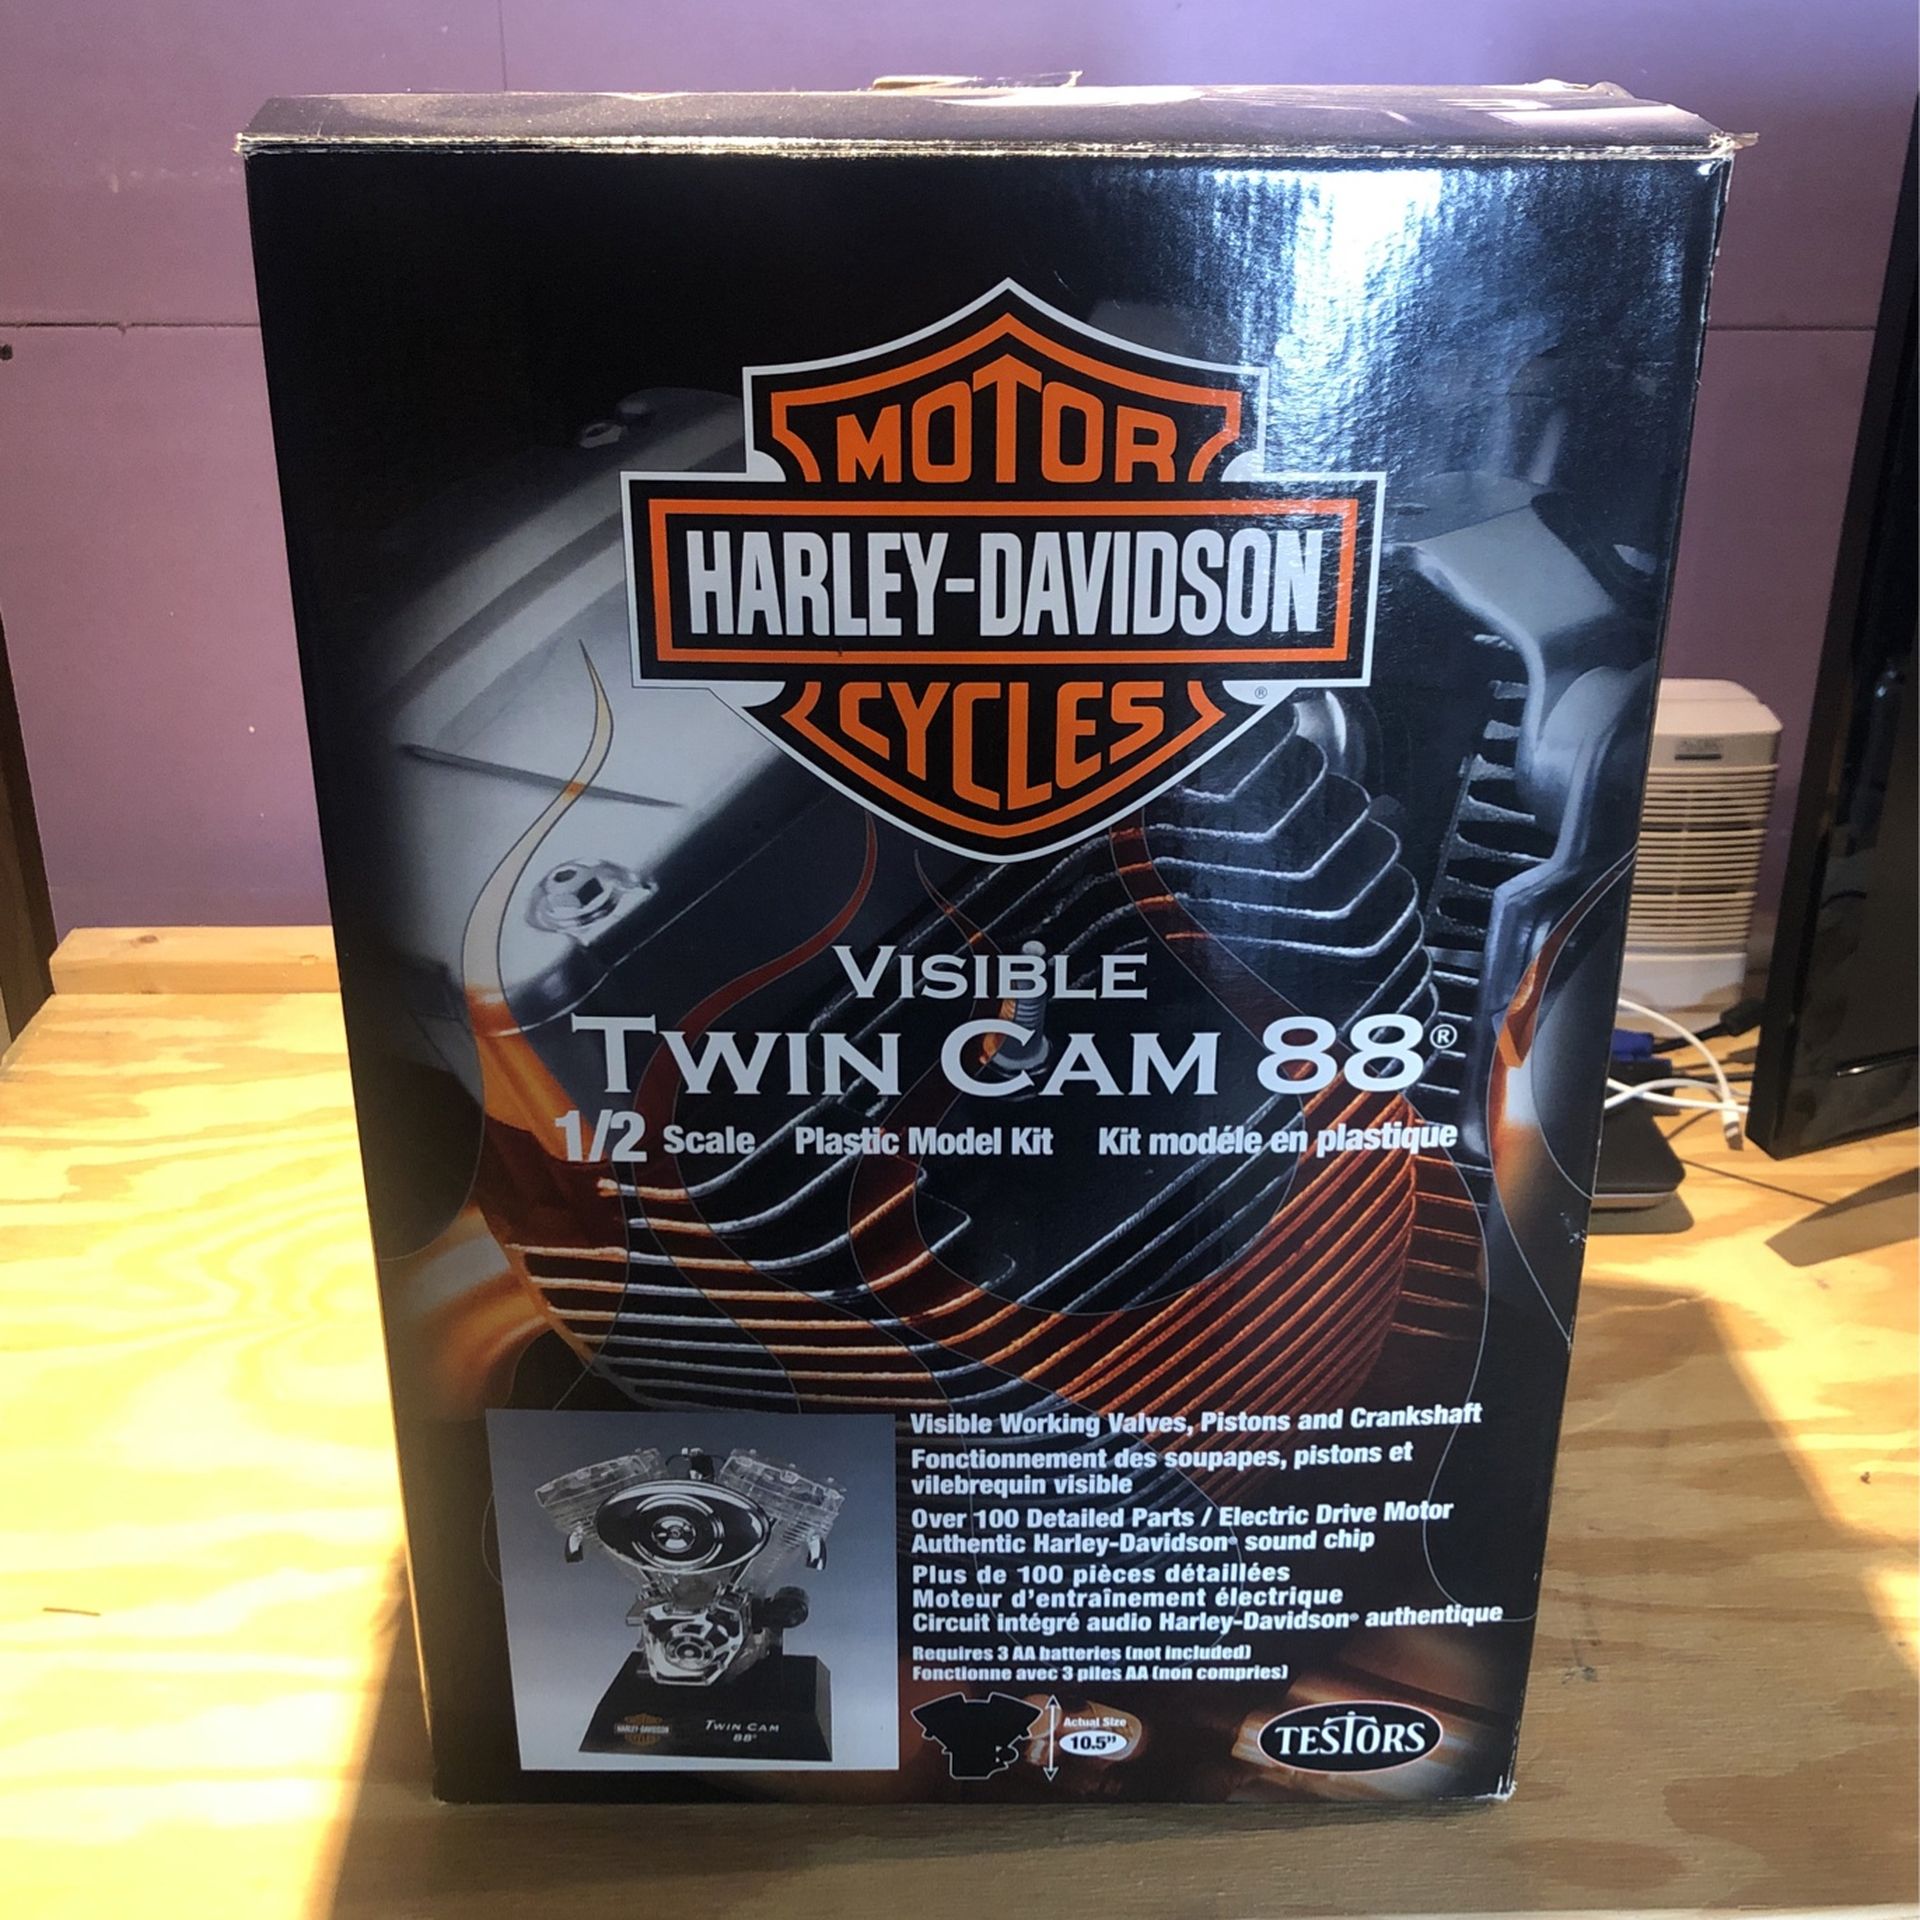 MOTOR
HARLEY-DAVIDSON
CYCLES
®
VISIBLE
TWIN CAM 88®
1/2 Scale Plastic Model Kit Kit modéle en plastique
Visible Working Valves, Pistons and Crankshaft
Fonctionnement des soupapes, pistons et
vilebrequin visible
Over 100 Detailed Parts / Electric Drive Motor
Authentic Harley-Davidson® sound chip
Plus de 100 pièces détaillées
Moteur d'entraînement électrique
Circuit intégré audio Harley-Davidson® authentique
Requires 3 AA batteries (not included)
Fonctionne avec 3 piles AA (non compries)
HARLEY-DAVIDSON
TWIN CAM
88®
Actual Size
10.5"
TESTORS